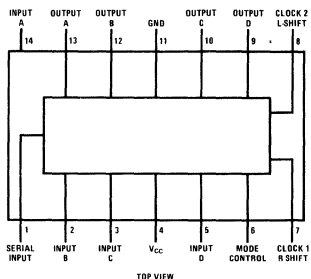 INPUT A
OUTPUT A
OUTPUT B
GND
OUTPUT C
OUTPUT D
CLOCK 2 L-SHIFT
14
13
12
11
10
9
8
1
2
3
4
5
6
7
SERIAL INPUT
INPUT B
INPUT C
VCC
INPUT D
MODE CONTROL
CLOCK 1 R SHIFT
TOP VIEW